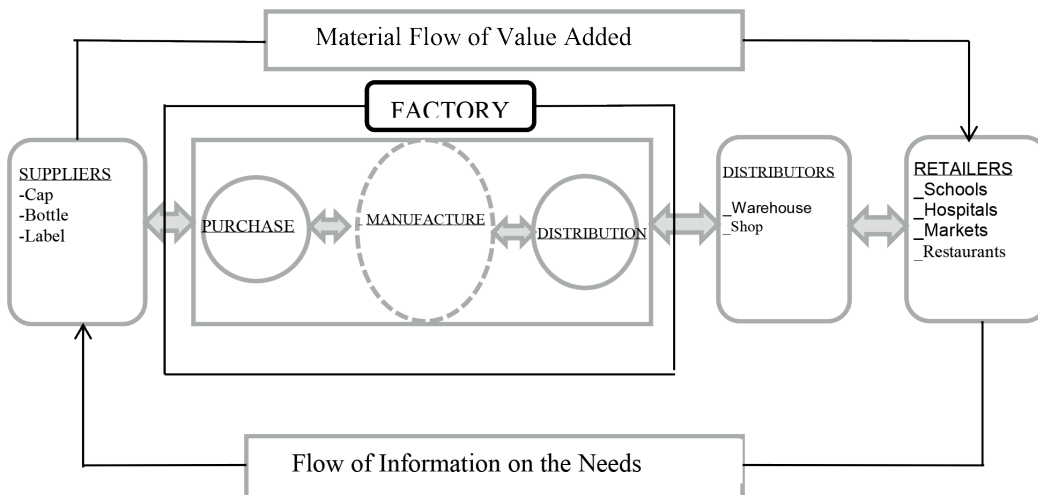 Material Flow of Value Added
FACTORY
SUPPLIERS
-Cap
-Bottle
-Label
PURCHASE
MANUFACTURE
DISTRIBUTION
DISTRIBUTORS
_Warehouse
_Shop
RETAILERS
_Schools
_Hospitals
_Markets
_Restaurants
Flow of Information on the Needs